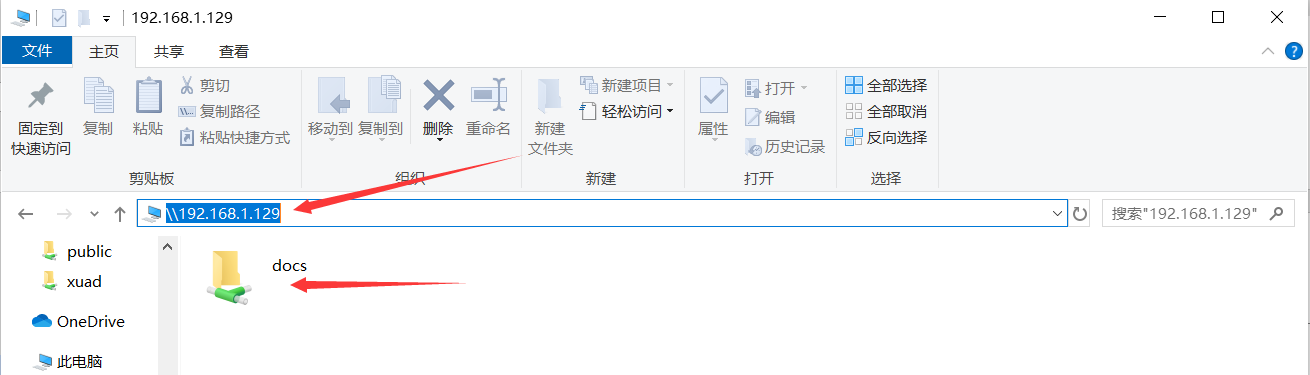 192.168.1.129
文件 主页 共享 查看
固定到
快速访问
复制
粘贴
剪切
复制路径
粘贴快捷方式
剪贴板
移动到
复制到
删除
重命名
组织
新建
文件夹
新建项目
轻松访问
新建
属性
打开
编辑
历史记录
打开
全部选择
全部取消
反向选择
选择
\\192.168.1.129
搜索"192.168.1.129"
public
xuad
OneDrive
此电脑
docs